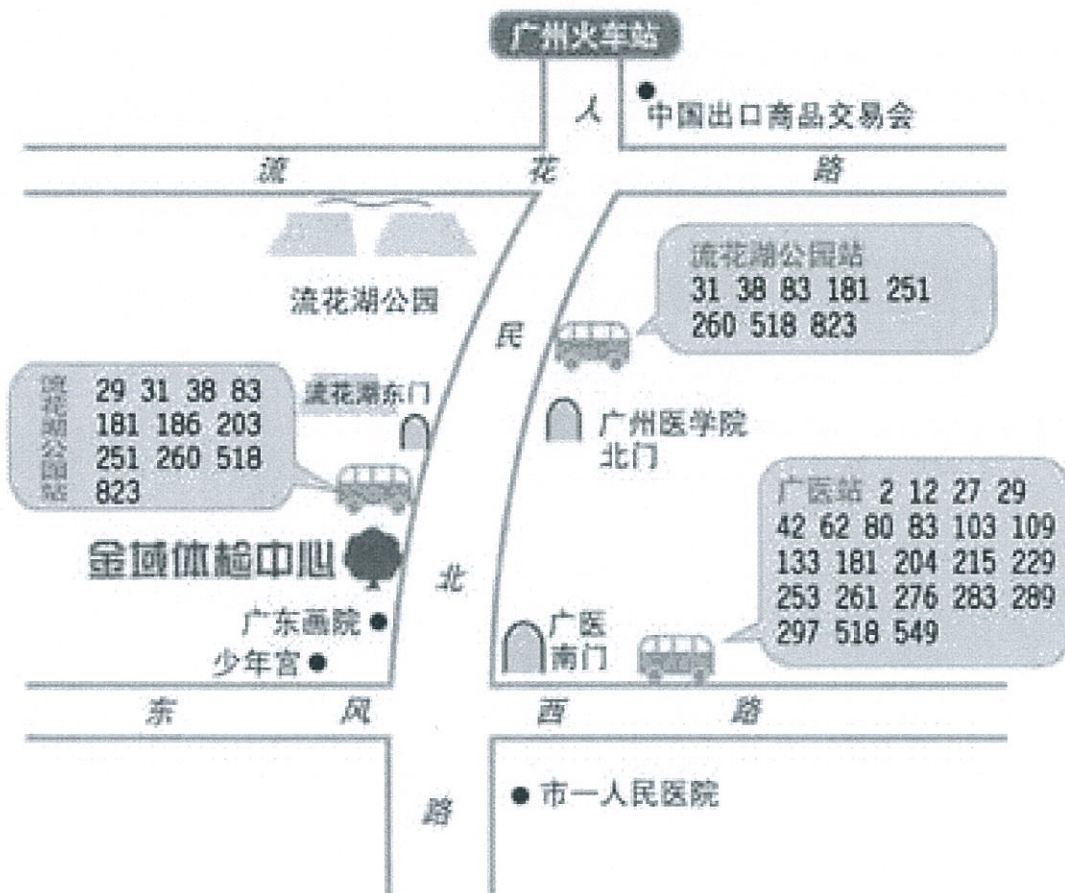 广州火车站
中国出口商品交易会
流花路
人民北路
流花湖公园
流花湖公园站
31 38 83 181 251
260 518 823
流花湖东门
流花湖公园站
29 31 38 83
181 186 203
251 260 518
823
广州医学院
北门
广医站 2 12 27 29
42 62 80 83 103 109
133 181 204 215 229
253 261 276 283 289
297 518 549
金域体检中心
广东画院
少年宫
广医
南门
东风西路
市一人民医院